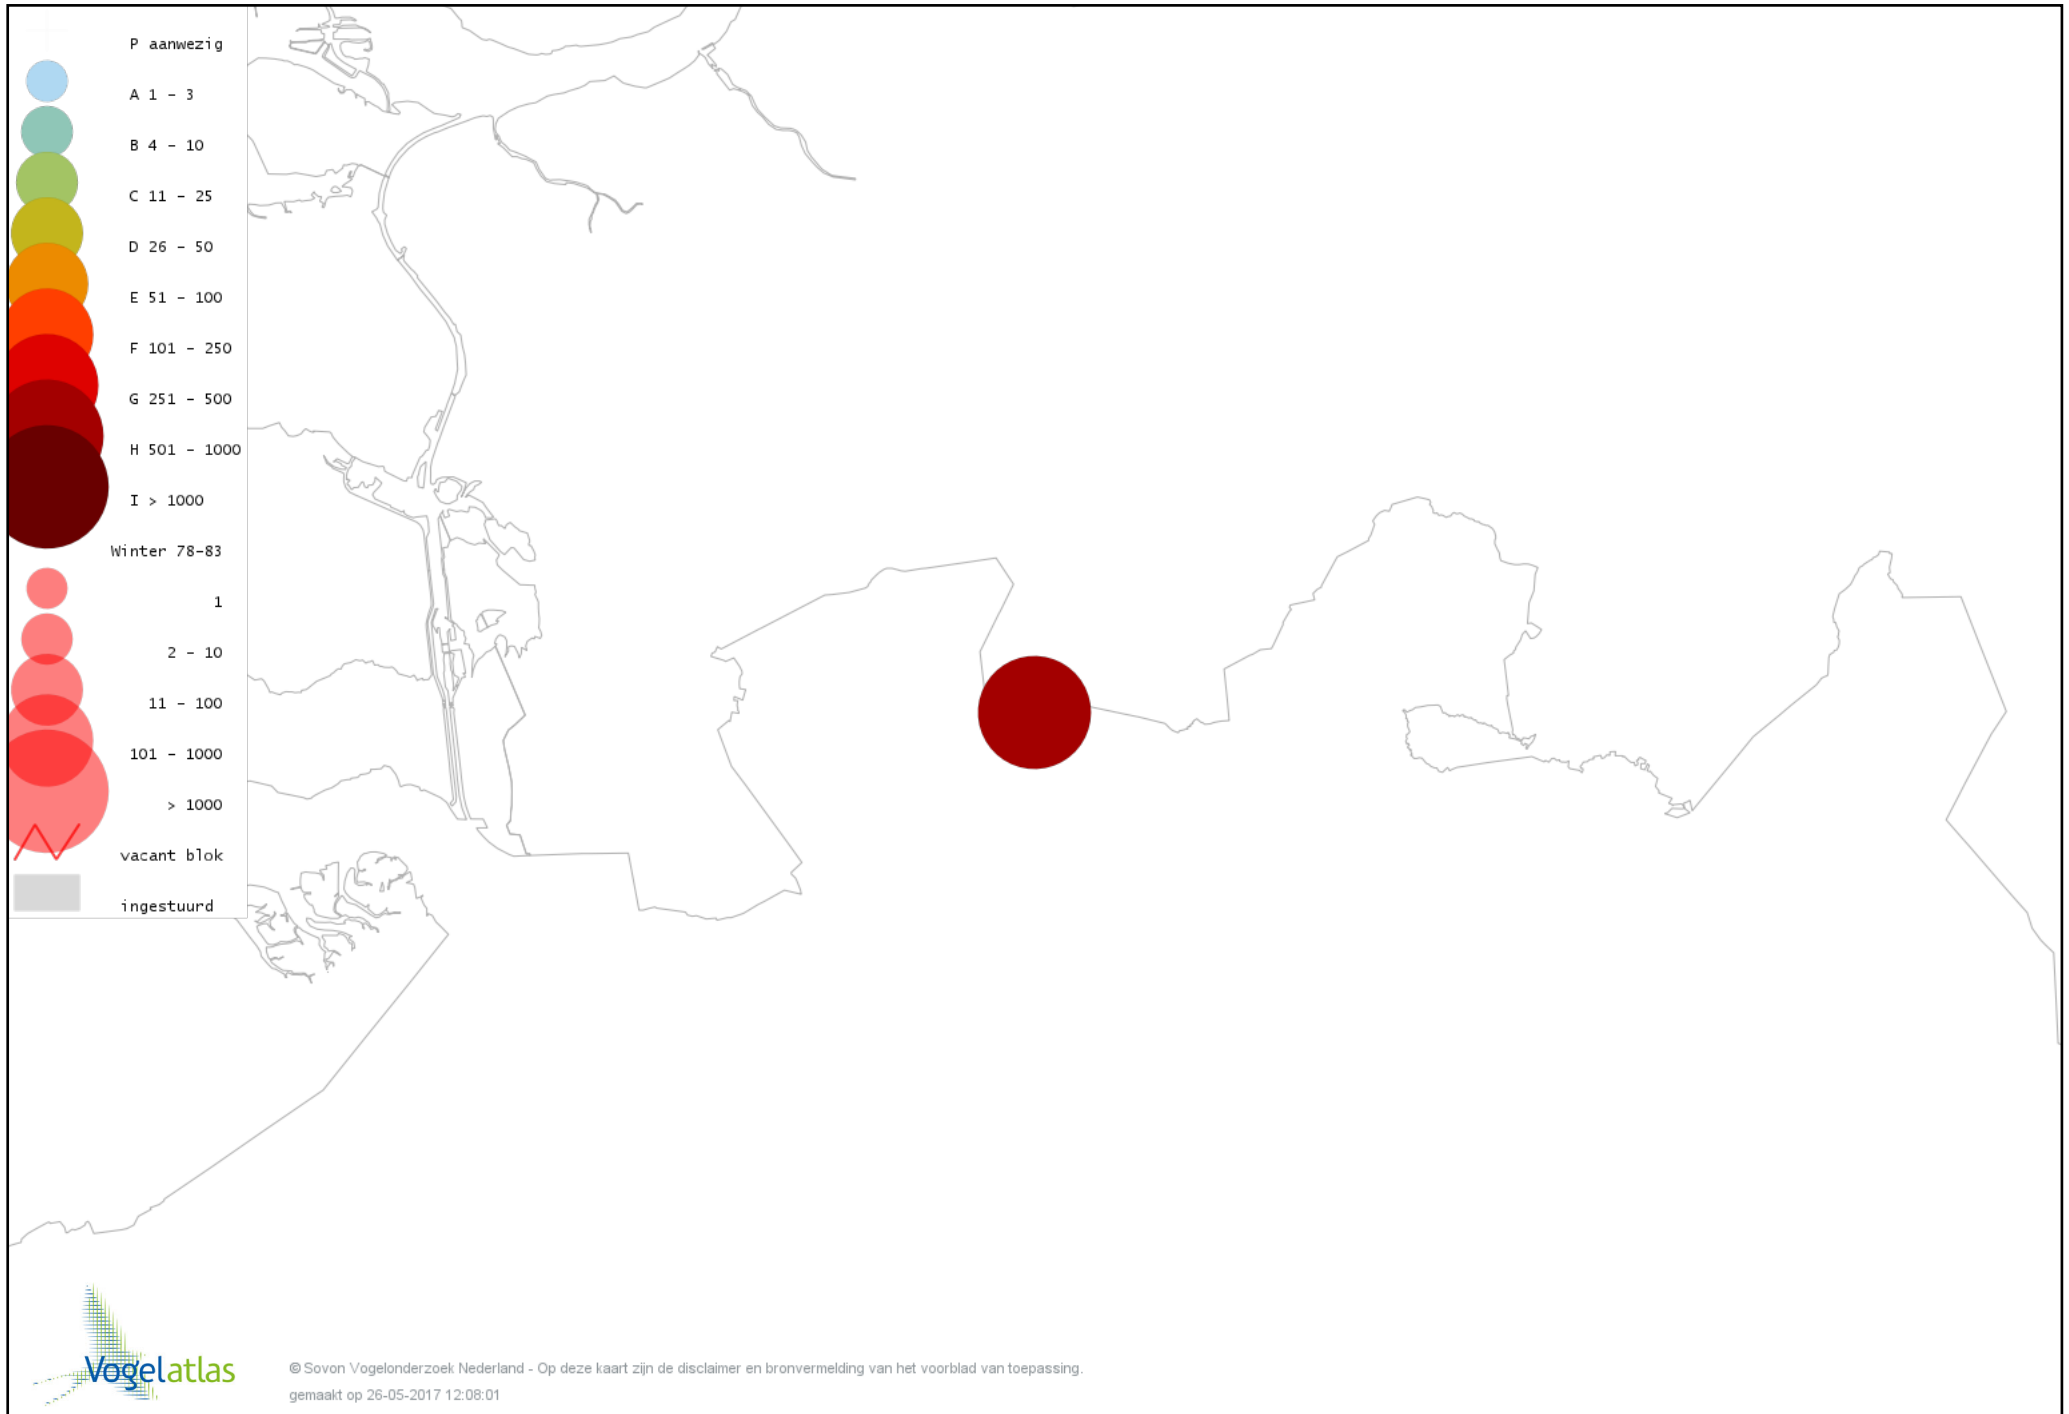 P aanwezig
A 1 - 3
B 4 - 10
C 11 - 25
D 26 - 50
E 51 - 100
F 101 - 250
G 251 - 500
H 501 - 1000
I > 1000
Winter 78-83
1
2 - 10
11 - 100
101 - 1000
> 1000
vacant blok
ingestuurd
Vogelatlas
© Sovon Vogelonderzoek Nederland - Op deze kaart zijn de disclaimer en bronvermelding van het voorblad van toepassing.
gemaakt op 26-05-2017 12:08:01